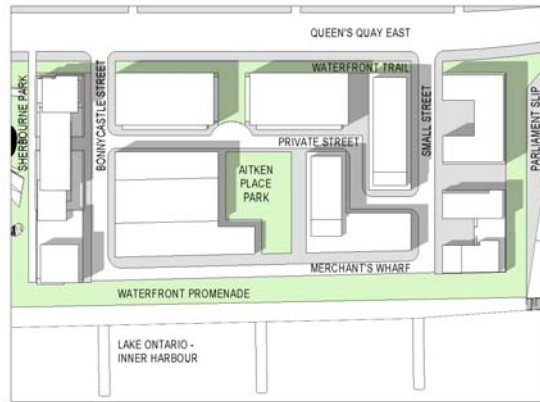 QUEEN'S QUAY EAST
WATERFRONT TRAIL
SHERBOURNE PARK
BONNYCASTLE STREET
SMALL STREET
PARLIAMENT SLIP
PRIVATE STREET
AITKEN
PLACE
PARK
MERCHANT'S WHARF
WATERFRONT PROMENADE
LAKE ONTARIO -
INNER HARBOUR